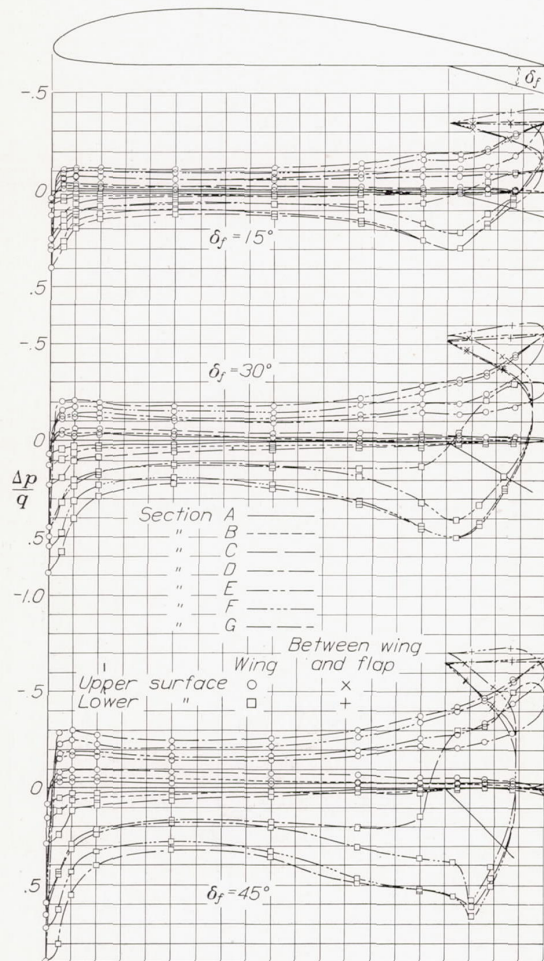 δf
-.5
0
δf = 15°
.5
-.5
δf = 30°
0
Δp
q
Section A
" B
.5 " C
" D
" E
-1.0
" F
" G
Between wing
Wing and flap
Upper surface ○ ×
Lower " □ +
-.5
0
.5
δf = 45°